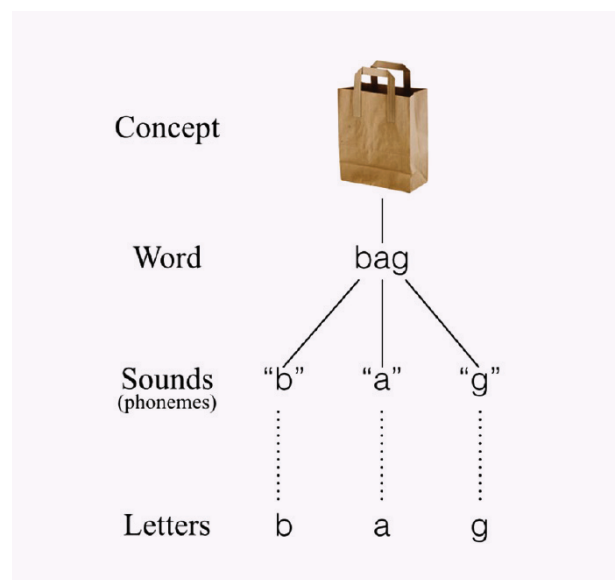 Concept
Word bag
Sounds “b” “a” “g”
(phonemes)
Letters b a g